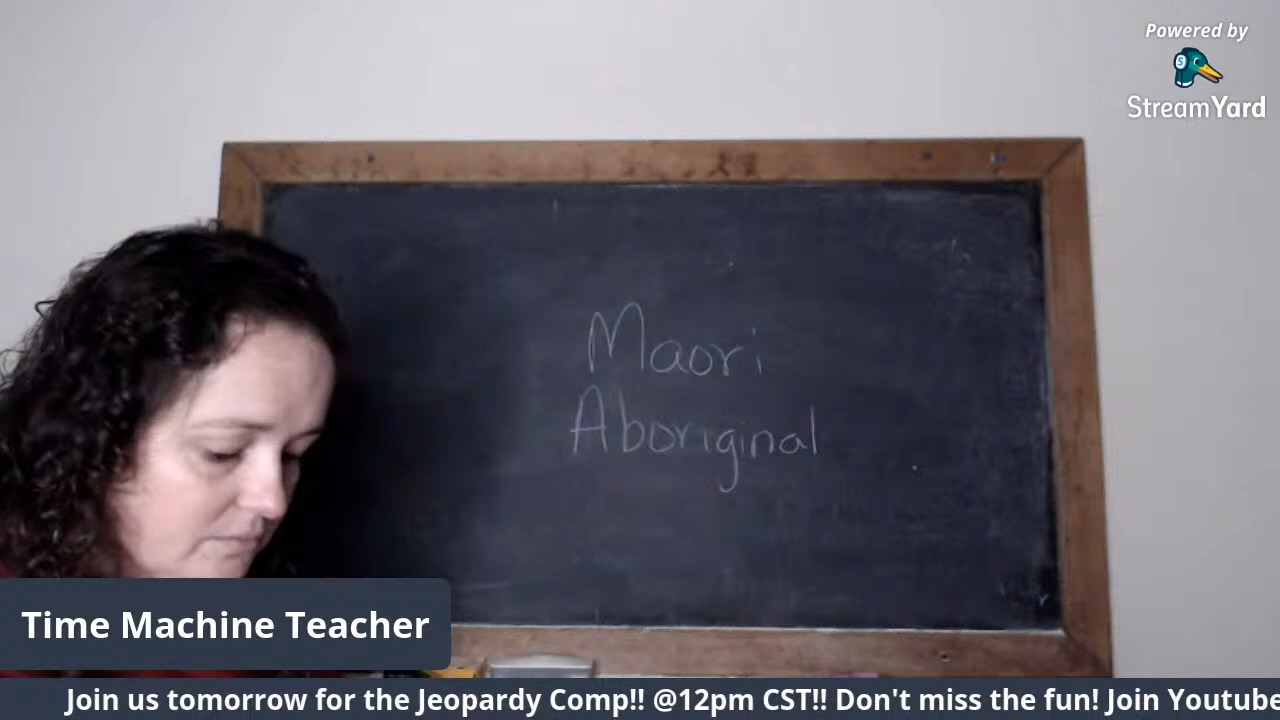 Powered by
StreamYard
Maori
Aboriginal
Time Machine Teacher
Join us tomorrow for the Jeopardy Comp!! @12pm CST!! Don't miss the fun! Join Youtube